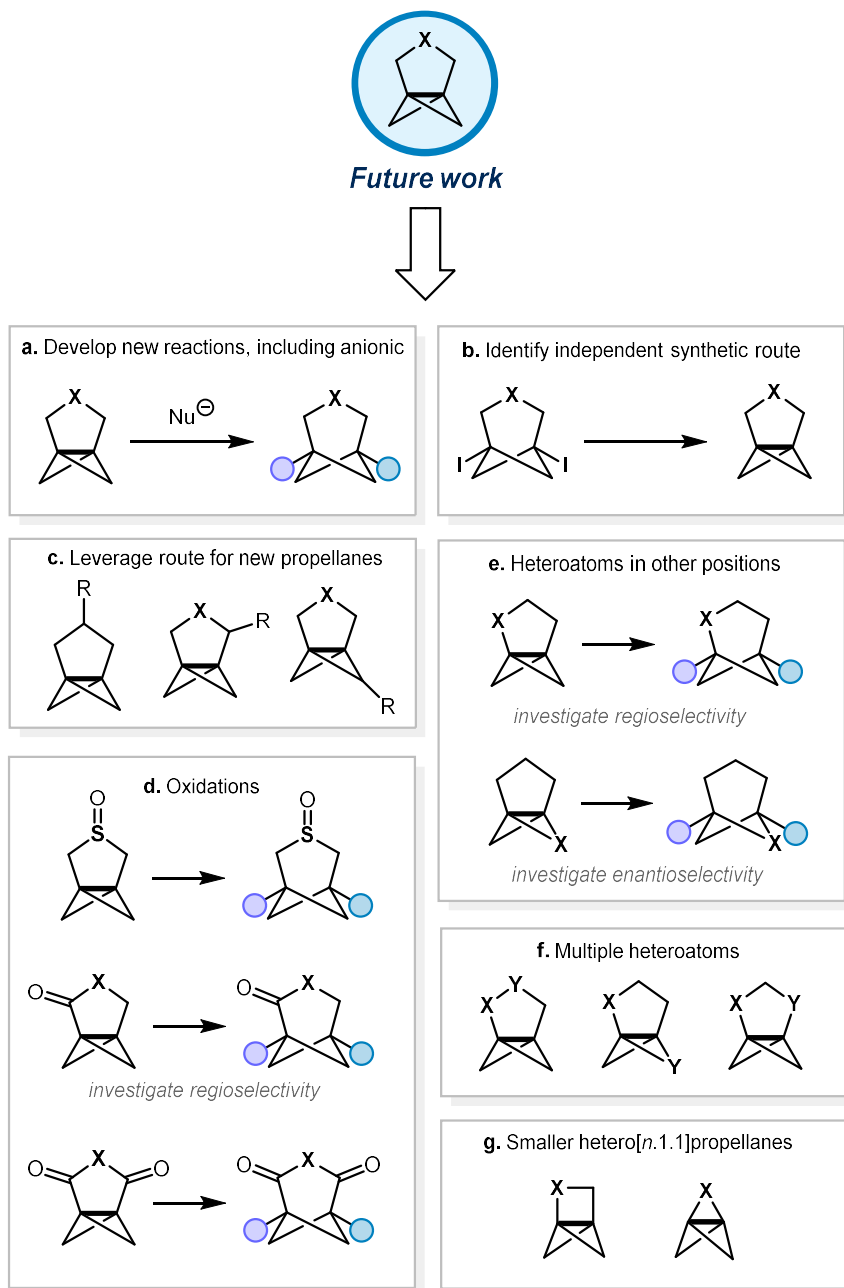 X
Future work
a. Develop new reactions, including anionic
X
Nu⊖
X
b. Identify independent synthetic route
X
I
I
X
c. Leverage route for new propellanes
R
X
R
X
R
d. Oxidations
O
S
O
S
O
X
O
X
investigate regioselectivity
O
X
O
O
X
O
e. Heteroatoms in other positions
X
X
investigate regioselectivity
X
X
investigate enantioselectivity
f. Multiple heteroatoms
X
Y
X
Y
X
Y
g. Smaller hetero[n.1.1]propellanes
X
X